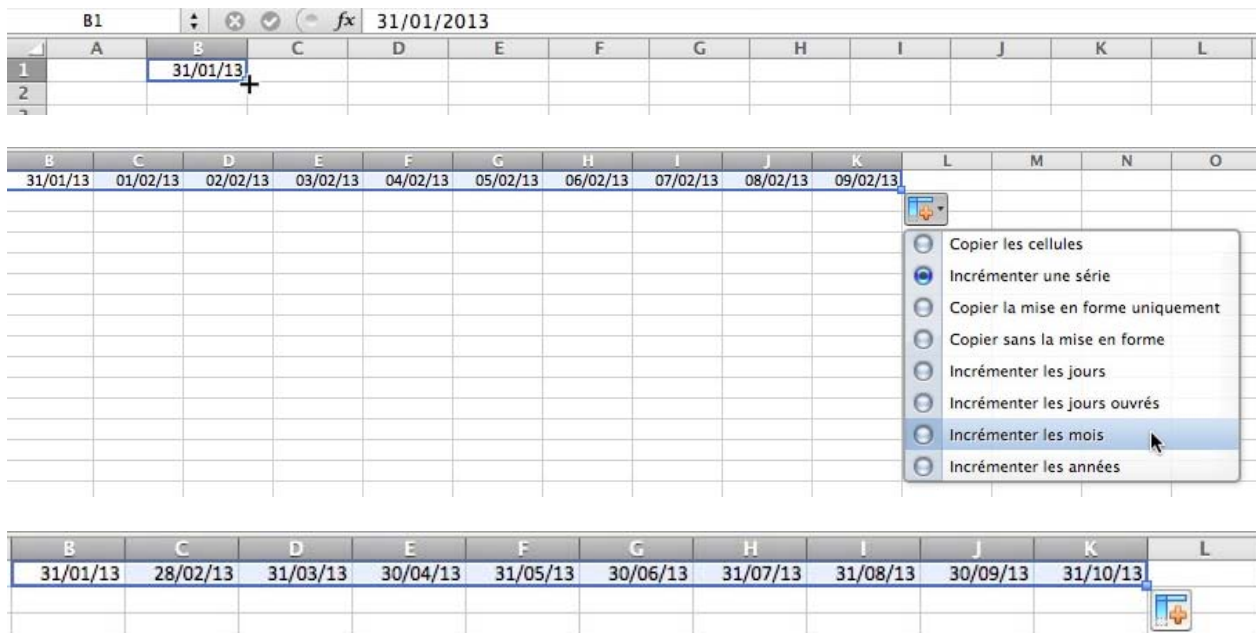 B1 fx 31/01/2013
A B C D E F G H I J K L
1 31/01/13
2
3
B C D E F G H I J K L M N O
31/01/13 01/02/13 02/02/13 03/02/13 04/02/13 05/02/13 06/02/13 07/02/13 08/02/13 09/02/13
Copier les cellules
Incrémenter une série
Copier la mise en forme uniquement
Copier sans la mise en forme
Incrémenter les jours
Incrémenter les jours ouvrés
Incrémenter les mois
Incrémenter les années
B C D E F G H I J K L
31/01/13 28/02/13 31/03/13 30/04/13 31/05/13 30/06/13 31/07/13 31/08/13 30/09/13 31/10/13